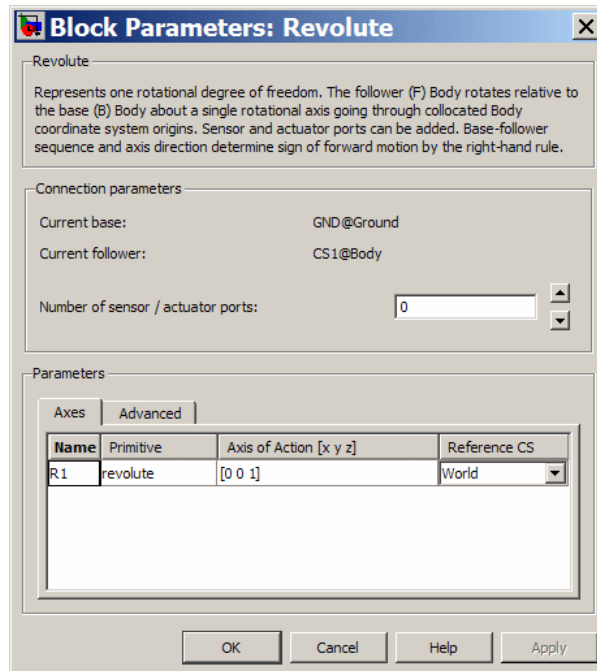 Block Parameters: Revolute
Revolute
Represents one rotational degree of freedom. The follower (F) Body rotates relative to
the base (B) Body about a single rotational axis going through collocated Body
coordinate system origins. Sensor and actuator ports can be added. Base-follower
sequence and axis direction determine sign of forward motion by the right-hand rule.
Connection parameters
Current base: GND@Ground
Current follower: CS1@Body
Number of sensor / actuator ports: 0
Parameters
Axes Advanced
Name Primitive Axis of Action [x y z] Reference CS
R1 revolute [0 0 1] World
OK Cancel Help Apply